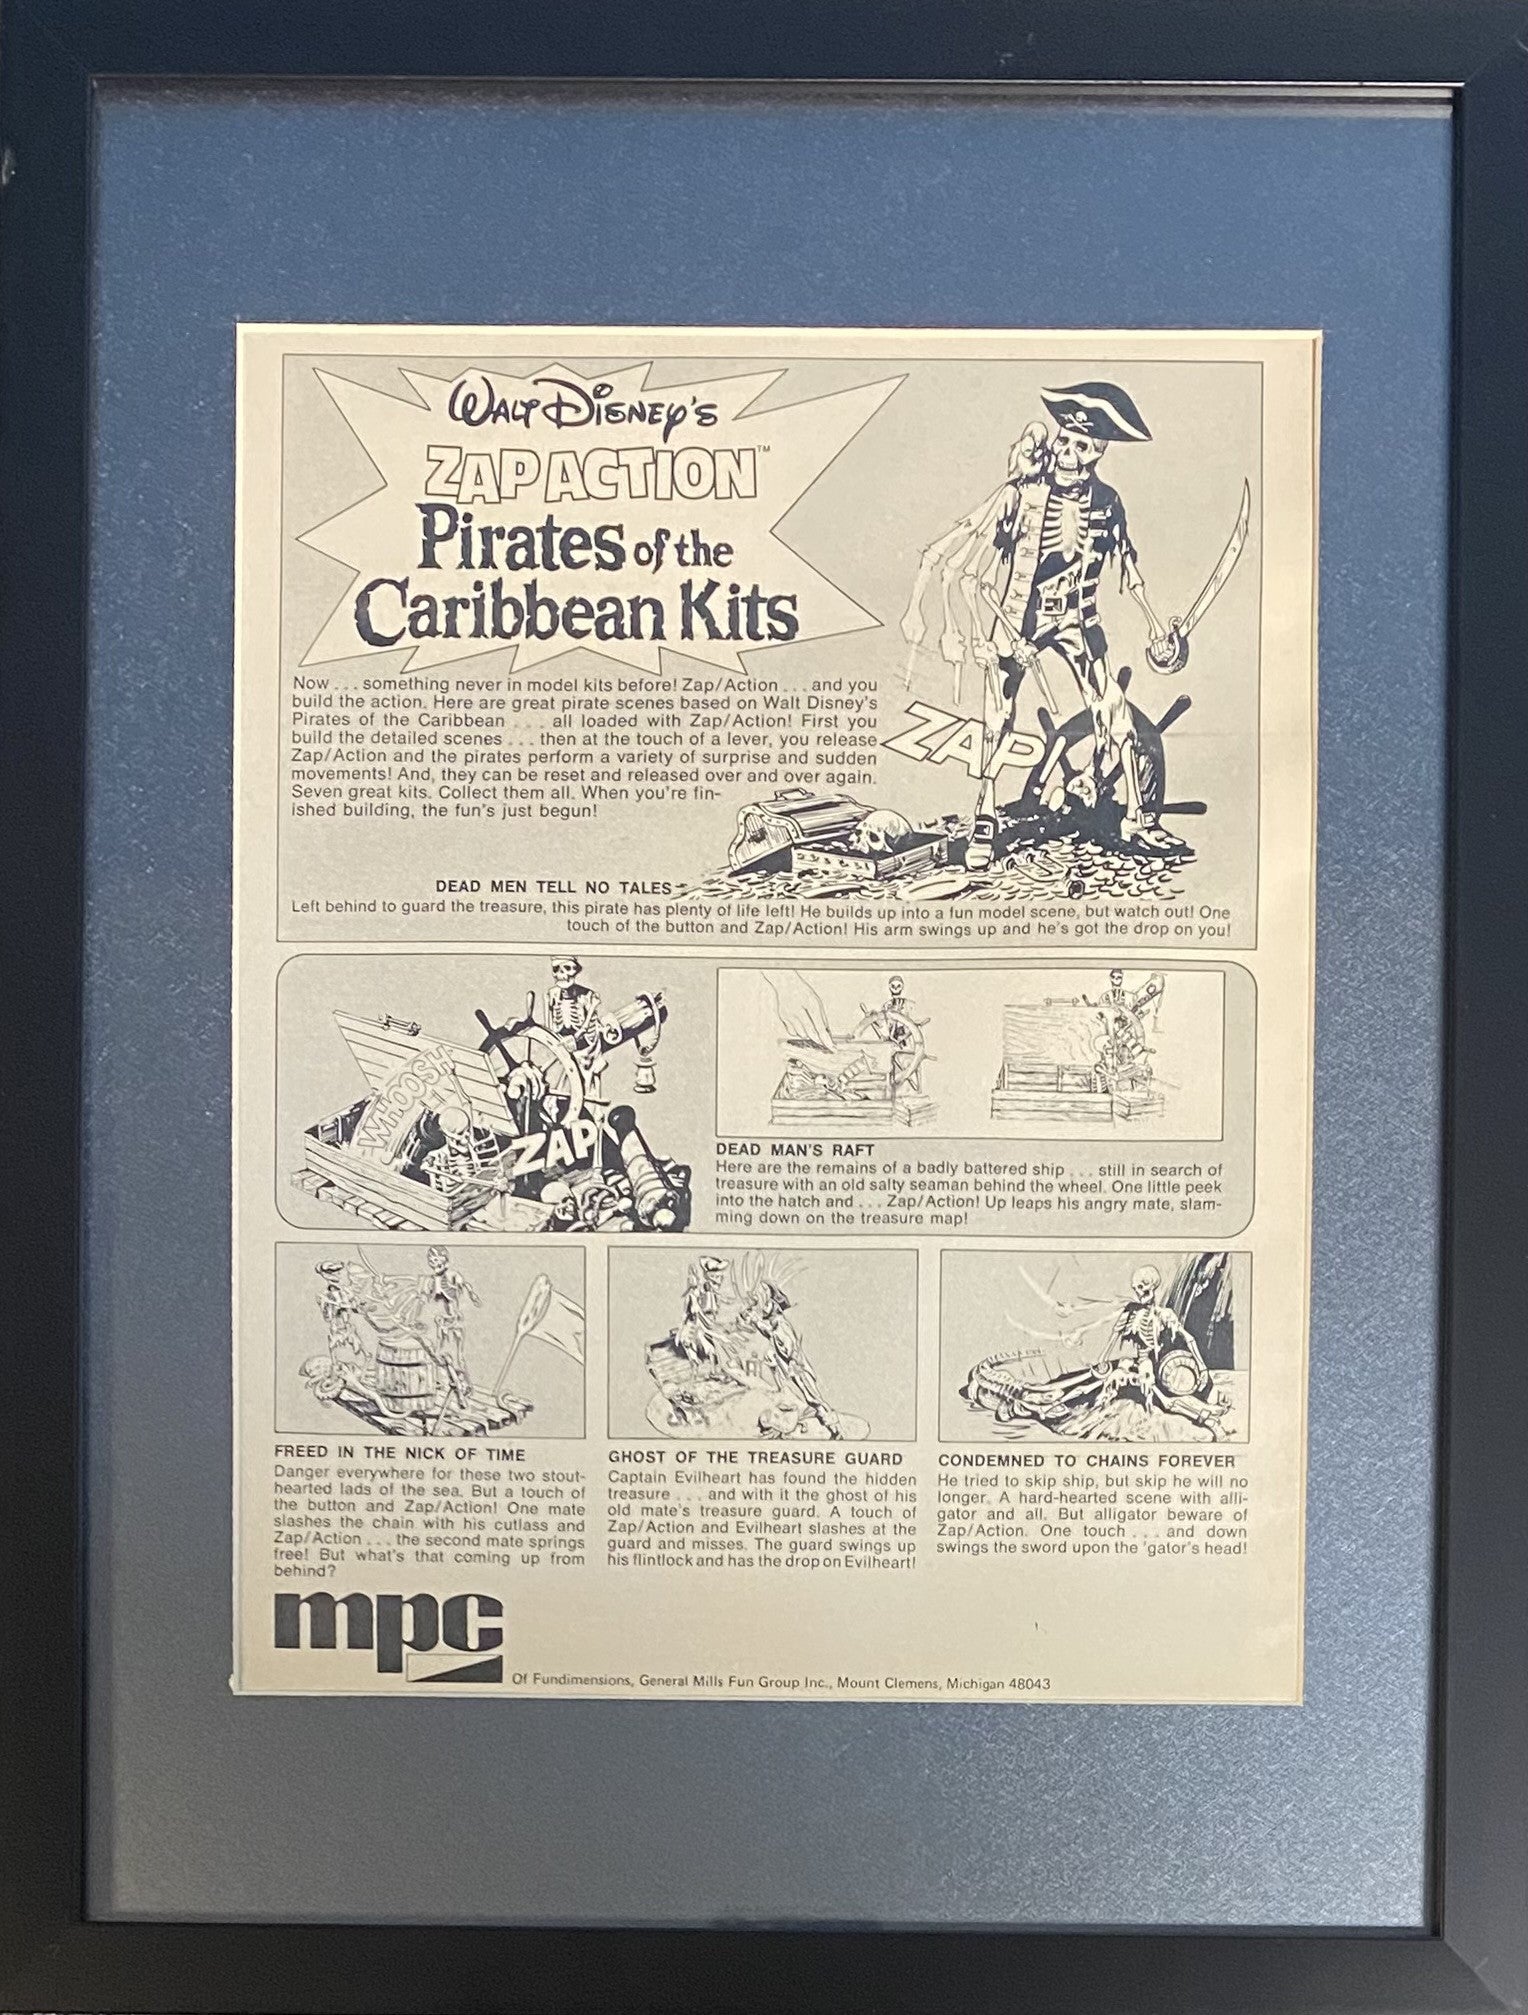 WALT DISNEY'S
ZAP ACTION™
Pirates of the
Caribbean Kits
Now ... something never in model kits before! Zap/Action ... and you
build the action. Here are great pirate scenes based on Walt Disney's
Pirates of the Caribbean ... all loaded with Zap/Action! First you
build the detailed scenes ... then at the touch of a lever, you release
Zap/Action and the pirates perform a variety of surprise and sudden
movements! And, they can be reset and released over and over again.
Seven great kits. Collect them all. When you're fin-
ished building, the fun's just begun!
ZAP!
DEAD MEN TELL NO TALES
Left behind to guard the treasure, this pirate has plenty of life left! He builds up into a fun model scene, but watch out! One
touch of the button and Zap/Action! His arm swings up and he's got the drop on you!
WHOOSH
ZAP!
DEAD MAN'S RAFT
Here are the remains of a badly battered ship ... still in search of
treasure with an old salty seaman behind the wheel. One little peek
into the hatch and ... Zap/Action! Up leaps his angry mate, slam-
ming down on the treasure map!
FREED IN THE NICK OF TIME
Danger everywhere for these two stout-
hearted lads of the sea. But a touch of
the button and Zap/Action! One mate
slashes the chain with his cutlass and
Zap/Action ... the second mate springs
free! But what's that coming up from
behind?
GHOST OF THE TREASURE GUARD
Captain Evilheart has found the hidden
treasure ... and with it the ghost of his
old mate's treasure guard. A touch of
Zap/Action and Evilheart slashes at the
guard and misses. The guard swings up
his flintlock and has the drop on Evilheart!
CONDEMNED TO CHAINS FOREVER
He tried to skip ship, but skip he will no
longer. A hard-hearted scene with alli-
gator and all. But alligator beware of
Zap/Action. One touch ... and down
swings the sword upon the 'gator's head!
mpc
Of Fundimensions, General Mills Fun Group Inc., Mount Clemens, Michigan 48043